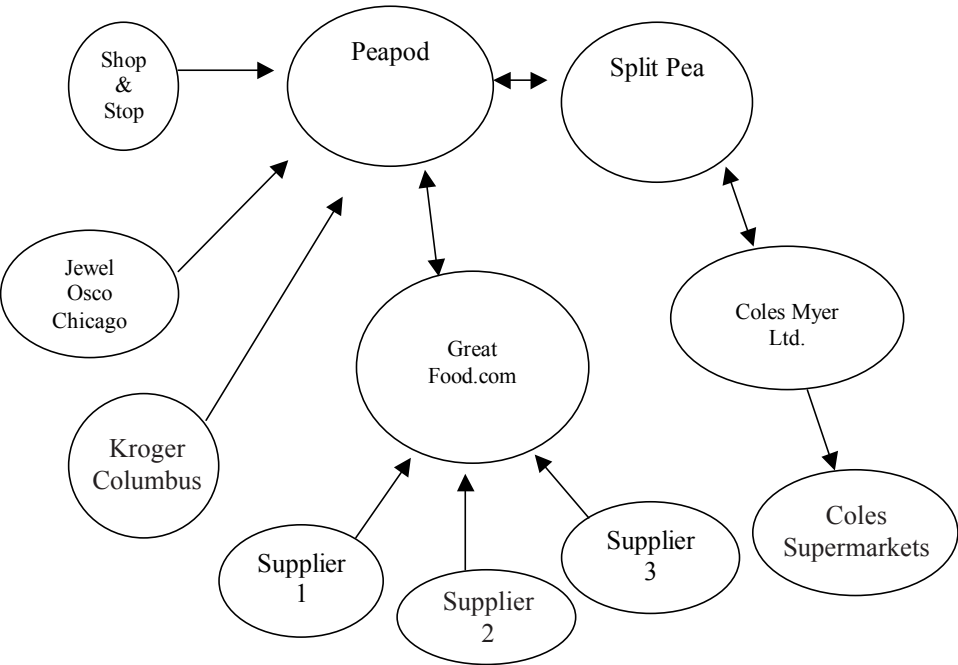 Shop
&
Stop
Peapod
Split Pea
Jewel
Osco
Chicago
Great
Food.com
Coles Myer
Ltd.
Kroger
Columbus
Supplier
1
Supplier
2
Supplier
3
Coles
Supermarkets